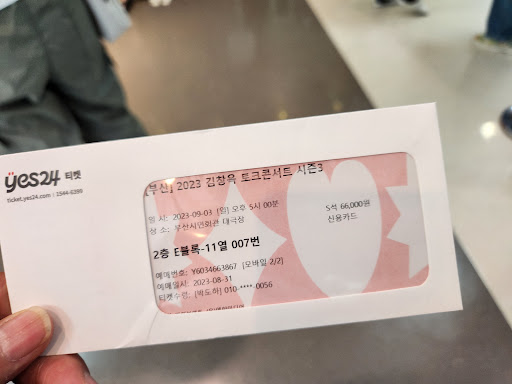 yes24 티켓
ticket.yes24.com | 1544-6399
[부산] 2023 김창옥 토크콘서트 시즌3
일 시: 2023-09-03 [일] 오후 5시 00분
장 소: 부산시민회관 대극장
S석 66,000원
신용카드
2층 E블록-11열 007번
예매번호: Y6034663867 [모바일 2/2]
예매일: 2023-08-31
티켓수령: [박도하] 010-****-0056